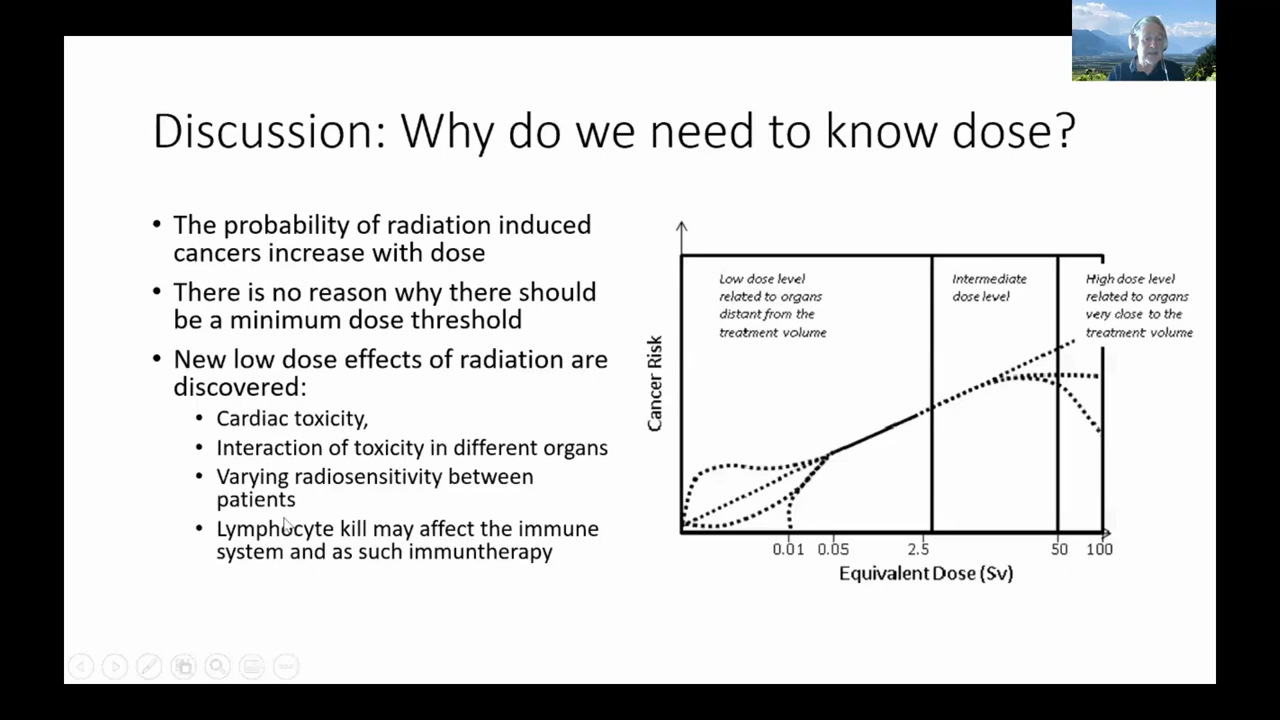 Discussion: Why do we need to know dose?
• The probability of radiation induced
cancers increase with dose
• There is no reason why there should
be a minimum dose threshold
• New low dose effects of radiation are
discovered:
• Cardiac toxicity,
• Interaction of toxicity in different organs
• Varying radiosensitivity between
patients
• Lymphocyte kill may affect the immune
system and as such immuntherapy
Cancer Risk
Low dose level
related to organs
distant from the
treatment volume
Intermediate
dose level
High dose level
related to organs
very close to the
treatment volume
0.01 0.05 2.5 50 100
Equivalent Dose (Sv)